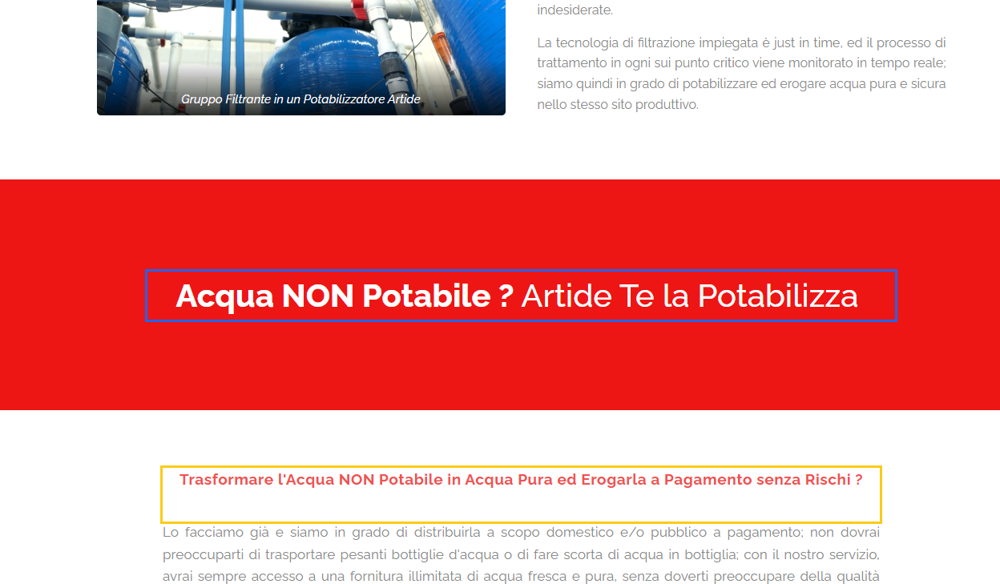 indesiderate.
Gruppo Filtrante in un Potabilizzatore Artide
La tecnologia di filtrazione impiegata è just in time, ed il processo di
trattamento in ogni sui punto critico viene monitorato in tempo reale;
siamo quindi in grado di potabilizzare ed erogare acqua pura e sicura
nello stesso sito produttivo.
Acqua NON Potabile ? Artide Te la Potabilizza
Trasformare l'Acqua NON Potabile in Acqua Pura ed Erogarla a Pagamento senza Rischi ?
Lo facciamo già e siamo in grado di distribuirla a scopo domestico e/o pubblico a pagamento; non dovrai
preoccuparti di trasportare pesanti bottiglie d'acqua o di fare scorta di acqua in bottiglia; con il nostro servizio,
avrai sempre accesso a una fornitura illimitata di acqua fresca e pura, senza doverti preoccupare della qualità